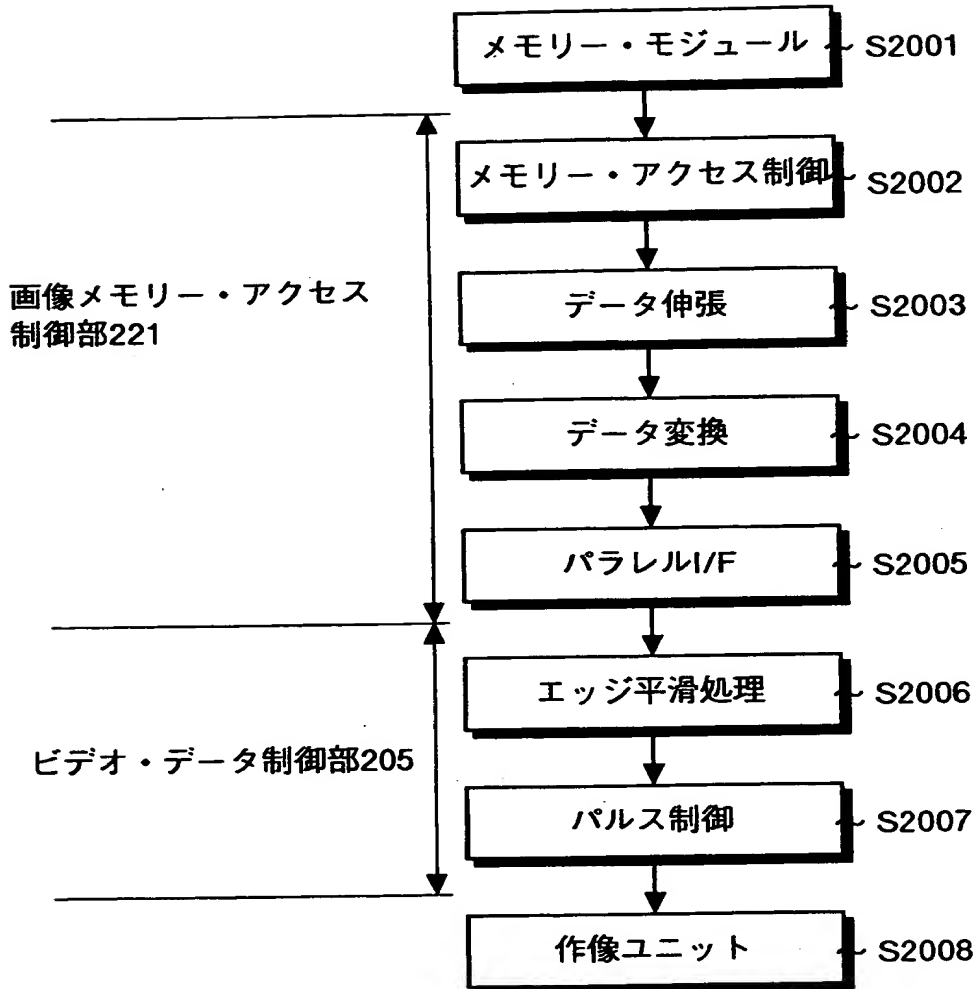 メモリー・モジュール S2001
メモリー・アクセス制御 S2002
データ伸張 S2003
画像メモリー・アクセス
制御部221
データ変換 S2004
パラレルI/F S2005
エッジ平滑処理 S2006
ビデオ・データ制御部205
パルス制御 S2007
作像ユニット S2008